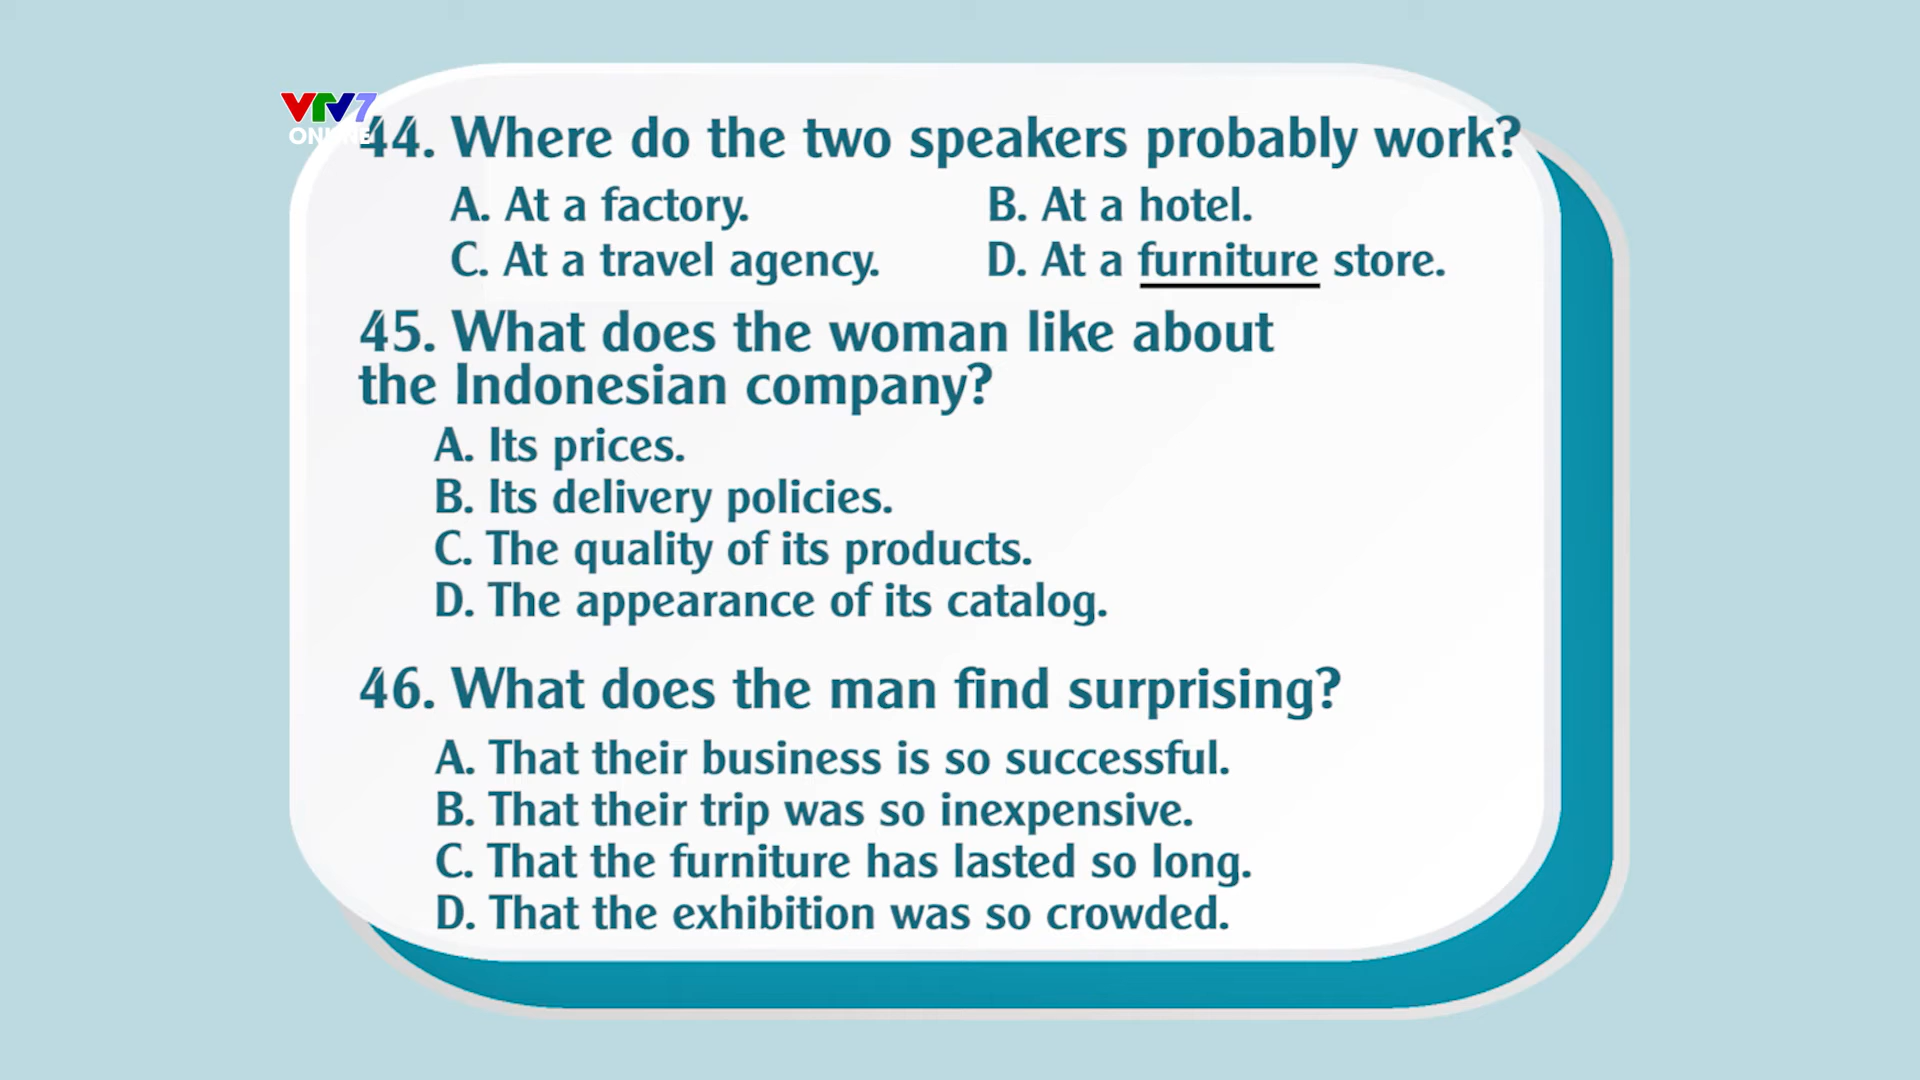 VTV7
ONLINE
44. Where do the two speakers probably work?
A. At a factory. B. At a hotel.
C. At a travel agency. D. At a furniture store.
45. What does the woman like about
the Indonesian company?
A. Its prices.
B. Its delivery policies.
C. The quality of its products.
D. The appearance of its catalog.
46. What does the man find surprising?
A. That their business is so successful.
B. That their trip was so inexpensive.
C. That the furniture has lasted so long.
D. That the exhibition was so crowded.